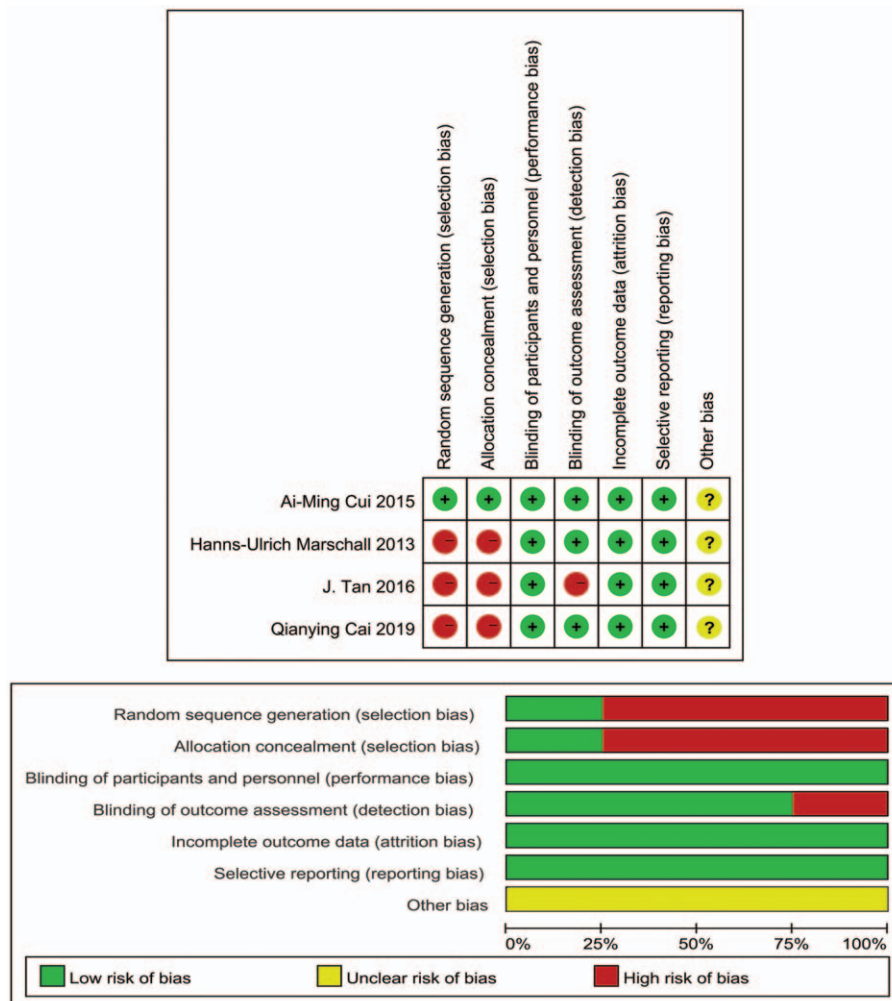 Random sequence generation (selection bias)
Allocation concealment (selection bias)
Blinding of participants and personnel (performance bias)
Blinding of outcome assessment (detection bias)
Incomplete outcome data (attrition bias)
Selective reporting (reporting bias)
Other bias
Ai-Ming Cui 2015 + + + + + + ?
Hanns-Ulrich Marschall 2013 − − + + + + ?
J. Tan 2016 − − + − + + ?
Qianying Cai 2019 − − + + + + ?
Random sequence generation (selection bias)
Allocation concealment (selection bias)
Blinding of participants and personnel (performance bias)
Blinding of outcome assessment (detection bias)
Incomplete outcome data (attrition bias)
Selective reporting (reporting bias)
Other bias
0% 25% 50% 75% 100%
Low risk of bias Unclear risk of bias High risk of bias